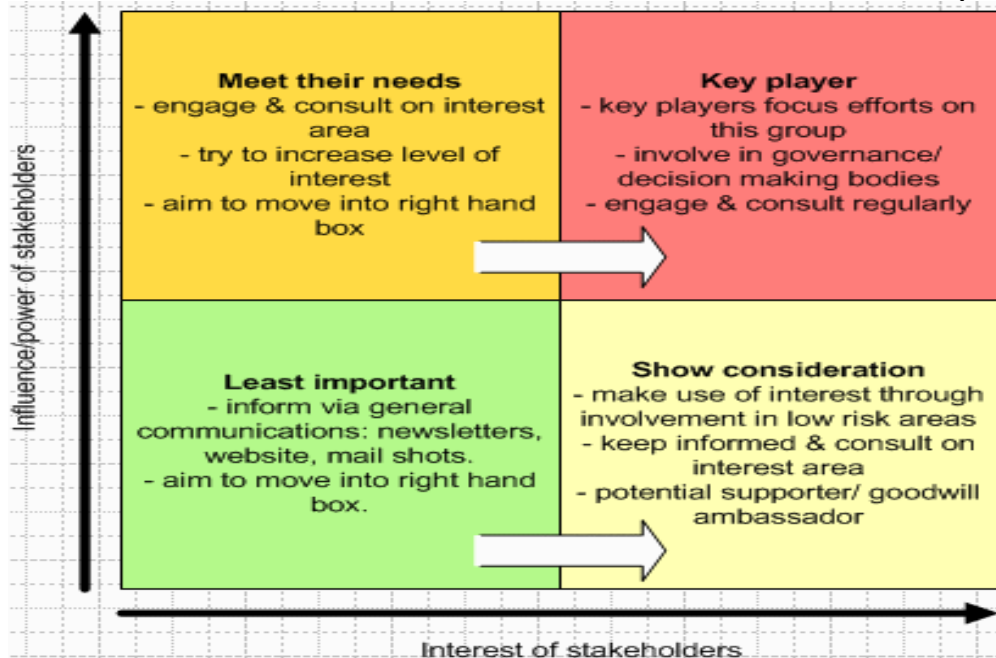 Influence/power of stakeholders
Meet their needs
- engage & consult on interest
area
- try to increase level of
interest
- aim to move into right hand
box
Key player
- key players focus efforts on
this group
- involve in governance/
decision making bodies
- engage & consult regularly
Least important
- inform via general
communications: newsletters,
website, mail shots.
- aim to move into right hand
box.
Show consideration
- make use of interest through
involvement in low risk areas
- keep informed & consult on
interest area
- potential supporter/ goodwill
ambassador
Interest of stakeholders